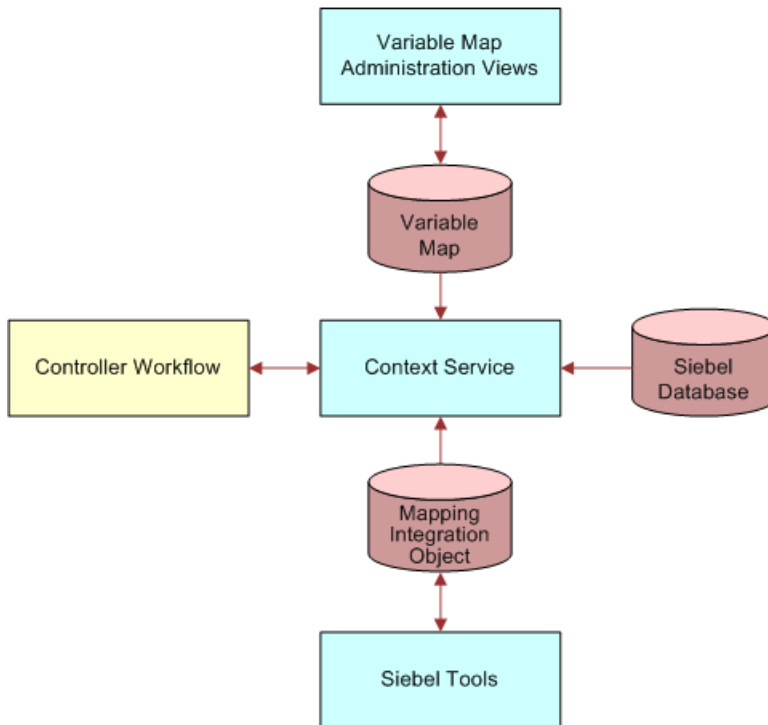 Variable Map
Administration Views
Variable
Map
Controller Workflow
Context Service
Siebel
Database
Mapping
Integration
Object
Siebel Tools